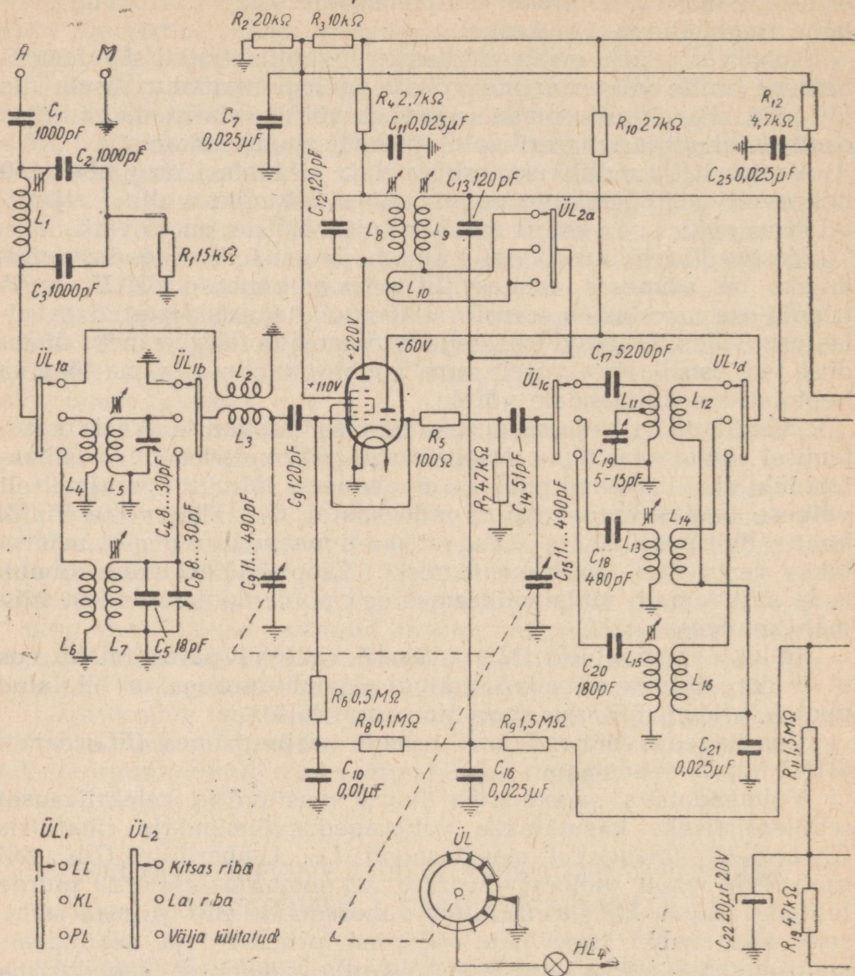 R2 20kΩ
R3 10kΩ
A
M
C1
1000pF
C2 1000pF
L1
C3 1000pF
R1 15kΩ
C7
0,025μF
R4 2,7kΩ
C11 0,025μF
R10 27kΩ
R12
4,7kΩ
C25 0,025μF
C12 120pF
L8
L9
C13 120pF
ÜL2a
L10
+220V
+60V
+110V
ÜL1a
ÜL1b
L2
L3
L4
L5
C4 8...30pF
C6 8...30pF
L6
L7
C5 18pF
C9 120pF
C9 11...490pF
R5
100Ω
R7 47kΩ
C14 51pF
C15 11...490pF
ÜL1c
C17 5200pF
L11
L12
ÜL1d
C19
5-15pF
C18
480pF
L13
L14
C20
180pF
L15
L16
C21
0,025μF
R6 0,5MΩ
R8 0,1MΩ
R9 1,5MΩ
C10
0,01μF
C16
0,025μF
R11 1,5MΩ
C22 20μF 20V
R19 47kΩ
ÜL1
LL
KL
PL
ÜL2
Kitsas riba
Lai riba
Välja lülitatud
ÜL
HL4